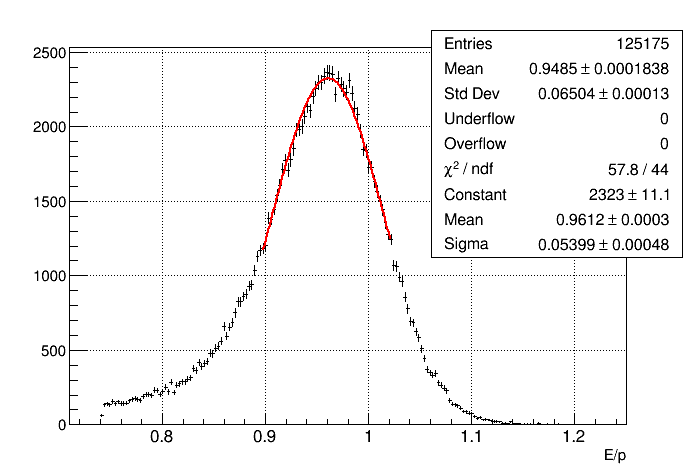 Entries 125175
Mean 0.9485 ± 0.0001838
Std Dev 0.06504 ± 0.00013
Underflow 0
Overflow 0
χ² / ndf 57.8 / 44
Constant 2323 ± 11.1
Mean 0.9612 ± 0.0003
Sigma 0.05399 ± 0.00048
2500
2000
1500
1000
500
0
0.8 0.9 1 1.1 1.2
E/p